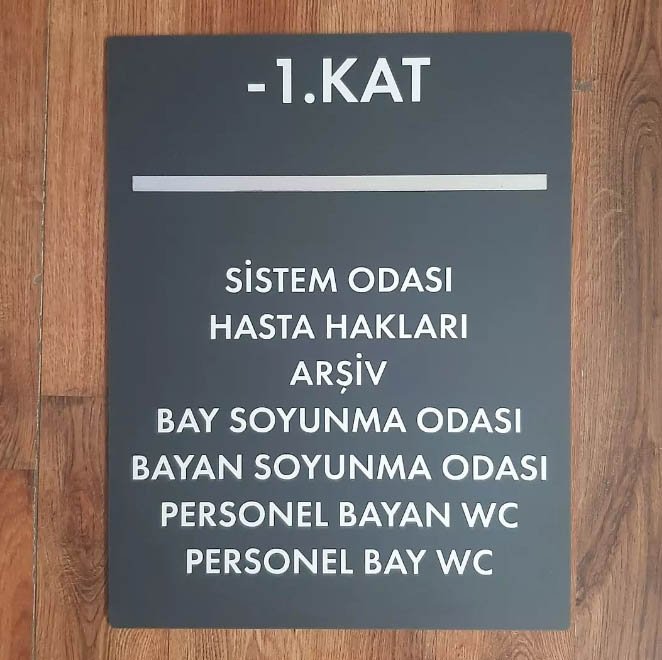 -1.KAT
SİSTEM ODASI
HASTA HAKLARI
ARŞİV
BAY SOYUNMA ODASI
BAYAN SOYUNMA ODASI
PERSONEL BAYAN WC
PERSONEL BAY WC